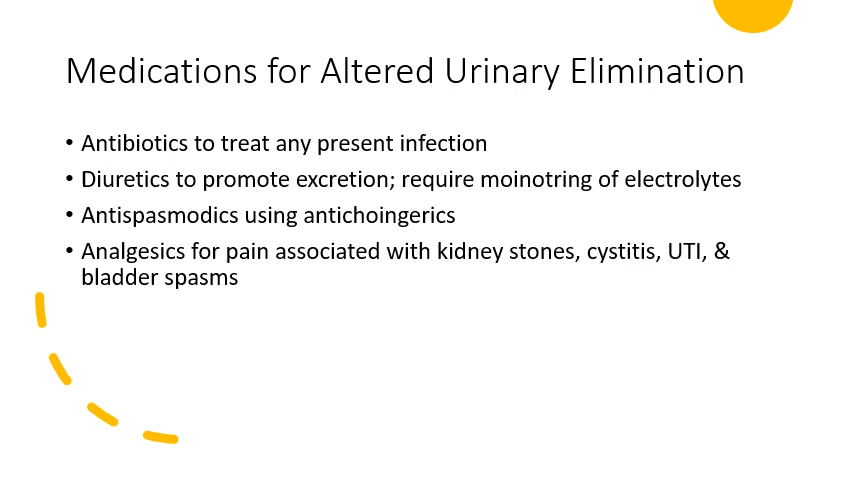 Medications for Altered Urinary Elimination
• Antibiotics to treat any present infection
• Diuretics to promote excretion; require moinotring of electrolytes
• Antispasmodics using antichoingerics
• Analgesics for pain associated with kidney stones, cystitis, UTI, &
bladder spasms